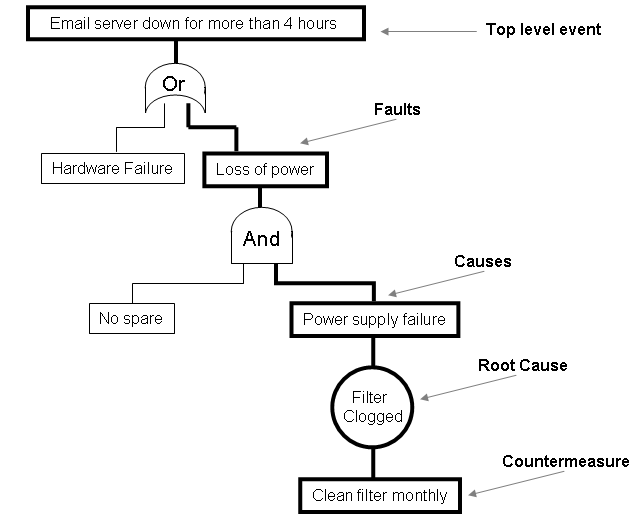 Email server down for more than 4 hours
Top level event
Or
Faults
Hardware Failure
Loss of power
And
Causes
No spare
Power supply failure
Root Cause
Filter
Clogged
Countermeasure
Clean filter monthly